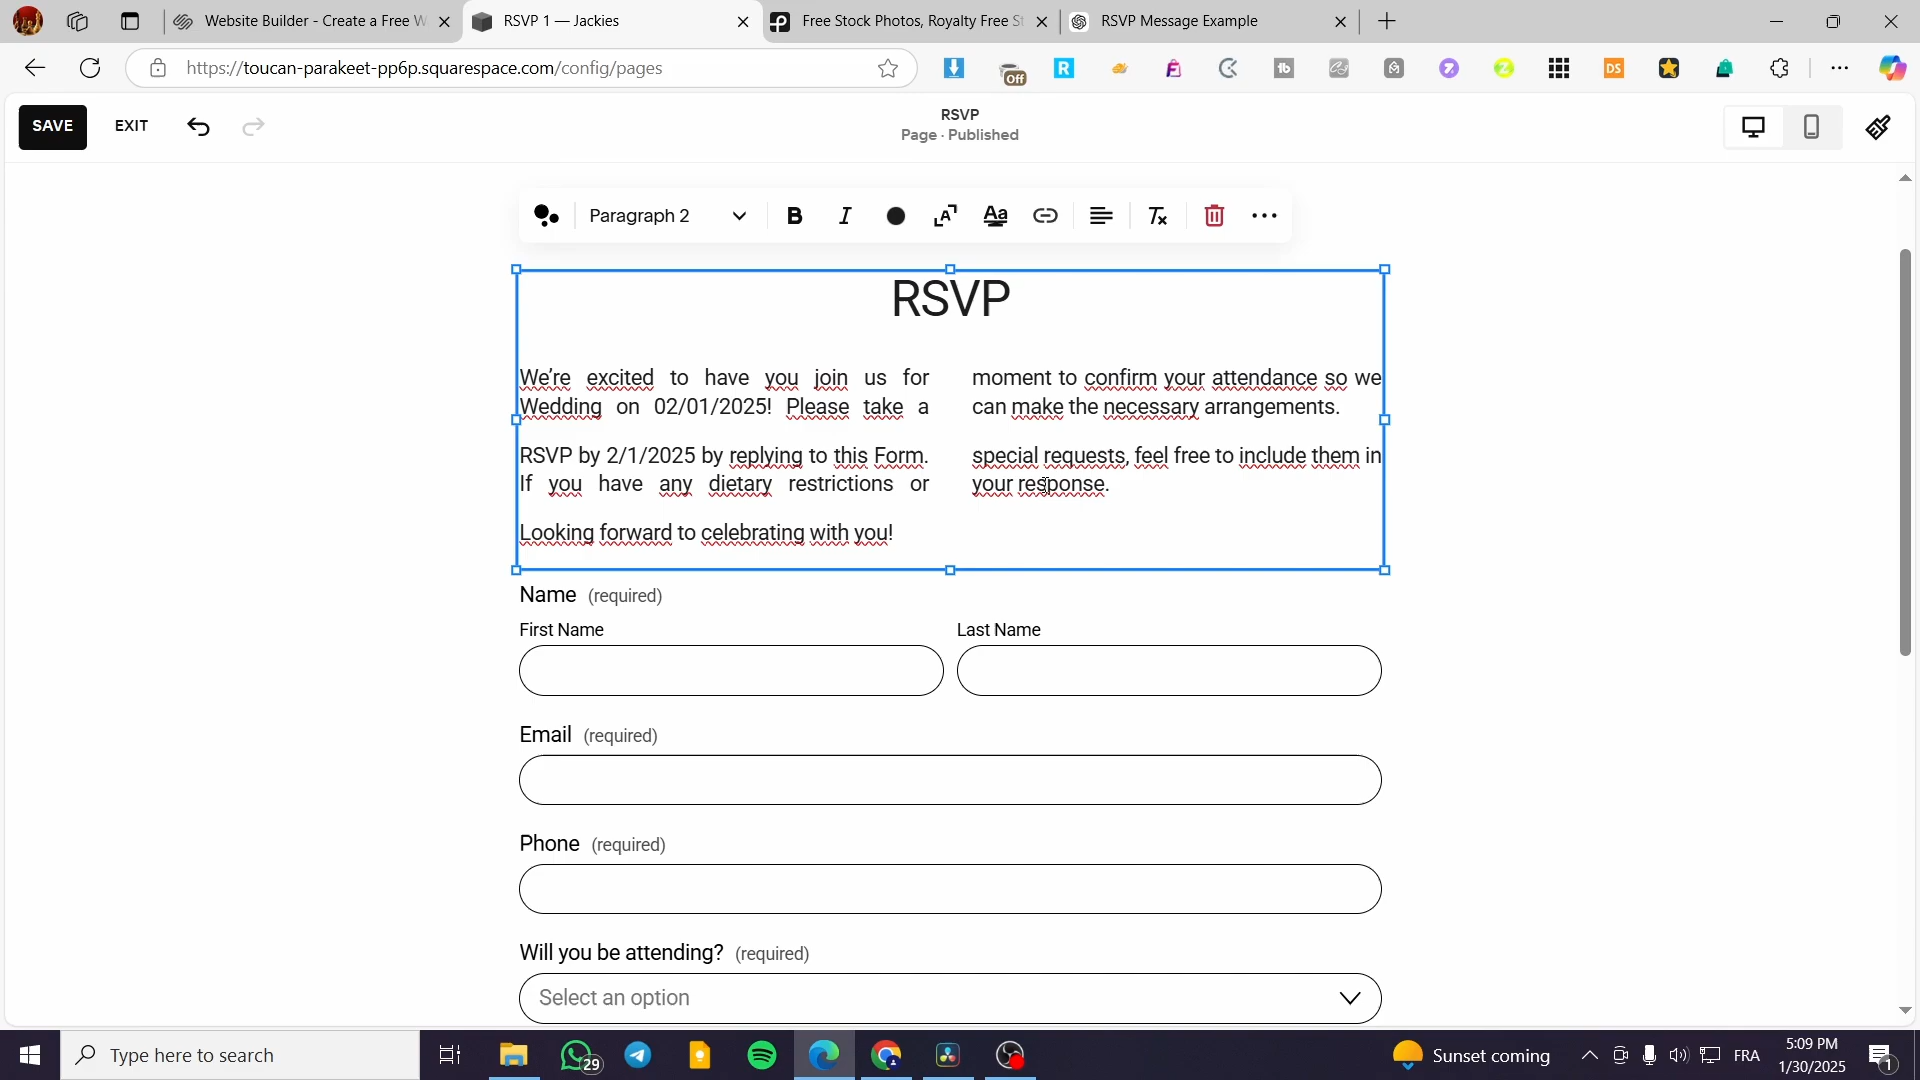 Website Builder - Create a Free W
RSVP 1 — Jackies
Free Stock Photos, Royalty Free St
RSVP Message Example
https://toucan-parakeet-pp6p.squarespace.com/config/pages
Off
R
tb
DS
SAVE
EXIT
RSVP
Page · Published
Paragraph 2
B
I
A
Aa
Tx
RSVP
We’re excited to have you join us for
Wedding on 02/01/2025! Please take a
moment to confirm your attendance so we
can make the necessary arrangements.
RSVP by 2/1/2025 by replying to this Form.
If you have any dietary restrictions or
special requests, feel free to include them in
your response.
Looking forward to celebrating with you!
Name (required)
First Name
Last Name
Email (required)
Phone (required)
Will you be attending? (required)
Select an option
Type here to search
29
Sunset coming
FRA
5:09 PM
1/30/2025
1